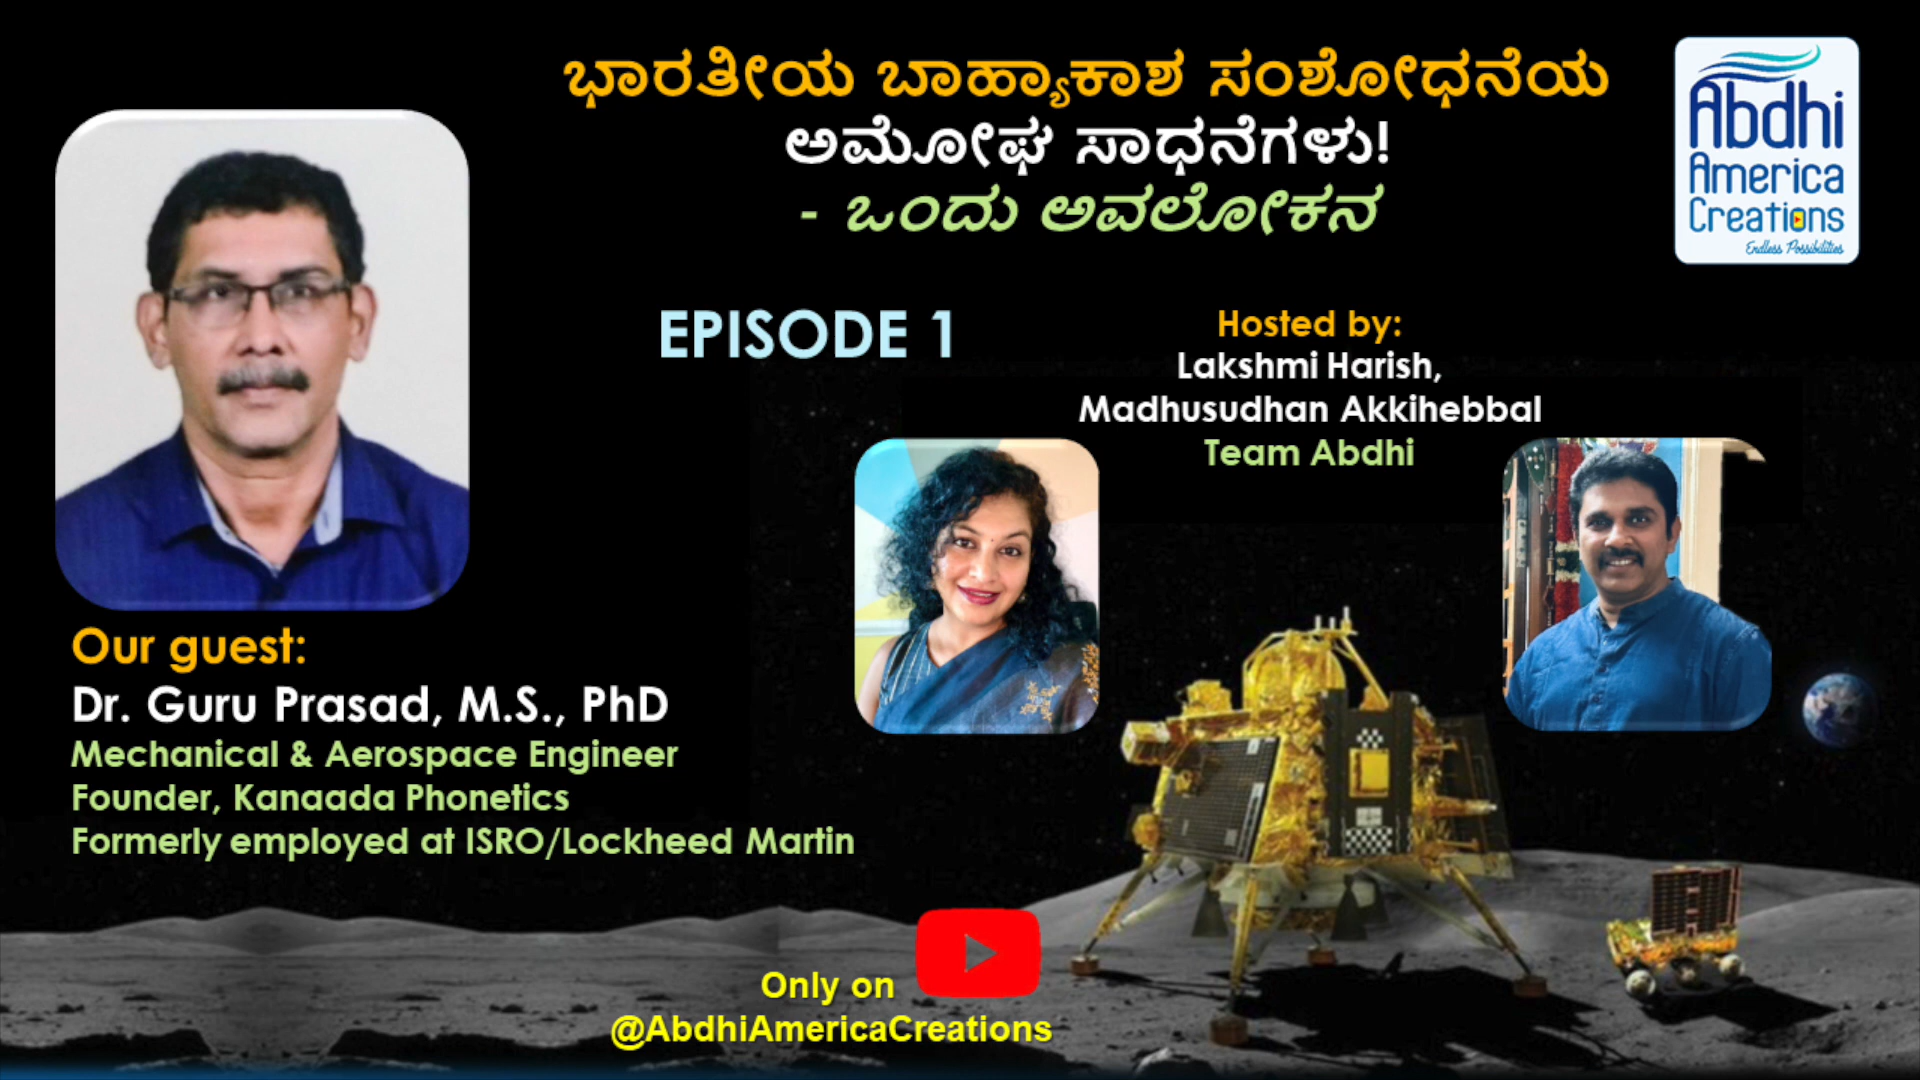 ಭಾರತೀಯ ಬಾಹ್ಯಾಕಾಶ ಸಂಶೋಧನೆಯ
ಅಮೋಘ ಸಾಧನೆಗಳು!
- ಒಂದು ಅವಲೋಕನ
Abdhi
America
Creations
Endless Possibilities
EPISODE 1
Hosted by:
Lakshmi Harish,
Madhusudhan Akkihebbal
Team Abdhi
Our guest:
Dr. Guru Prasad, M.S., PhD
Mechanical & Aerospace Engineer
Founder, Kanaada Phonetics
Formerly employed at ISRO/Lockheed Martin
Only on
@AbdhiAmericaCreations